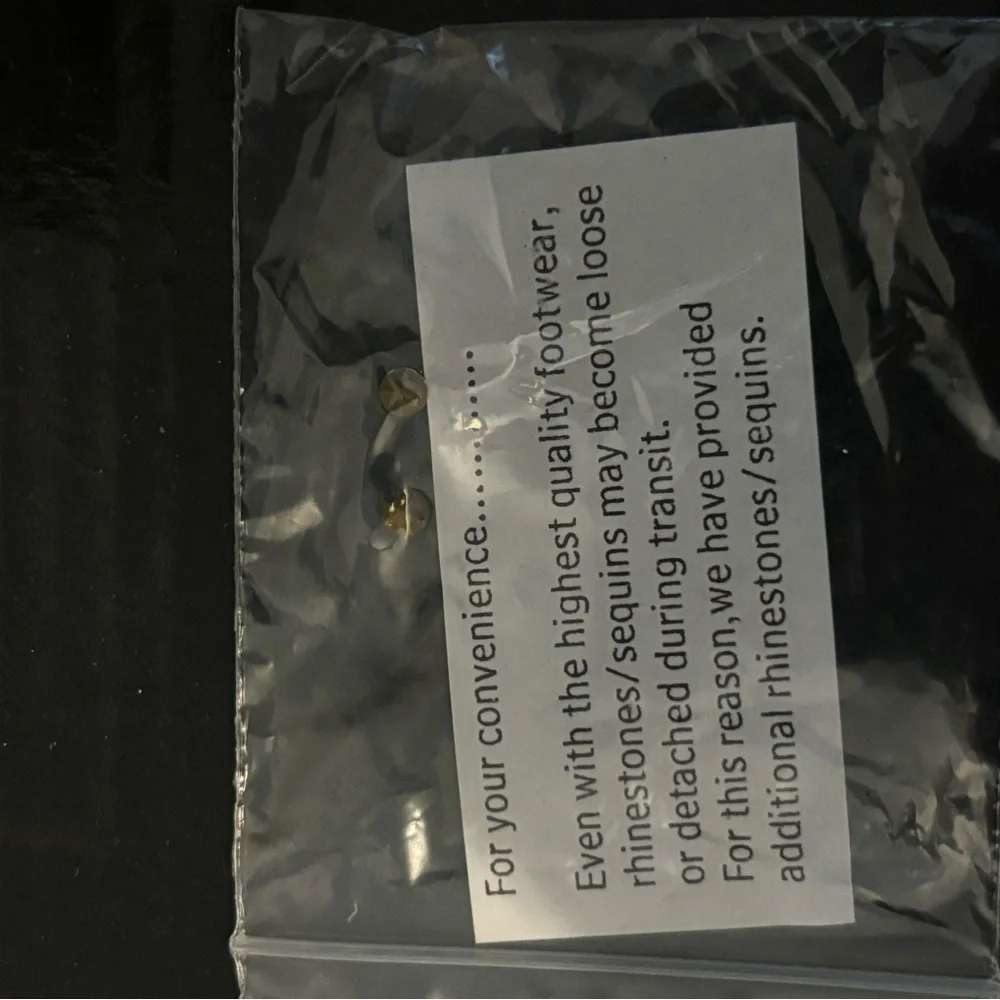 For your convenience..............
Even with the highest quality footwear,
rhinestones/sequins may become loose
or detached during transit.
For this reason,we have provided
additional rhinestones/sequins.